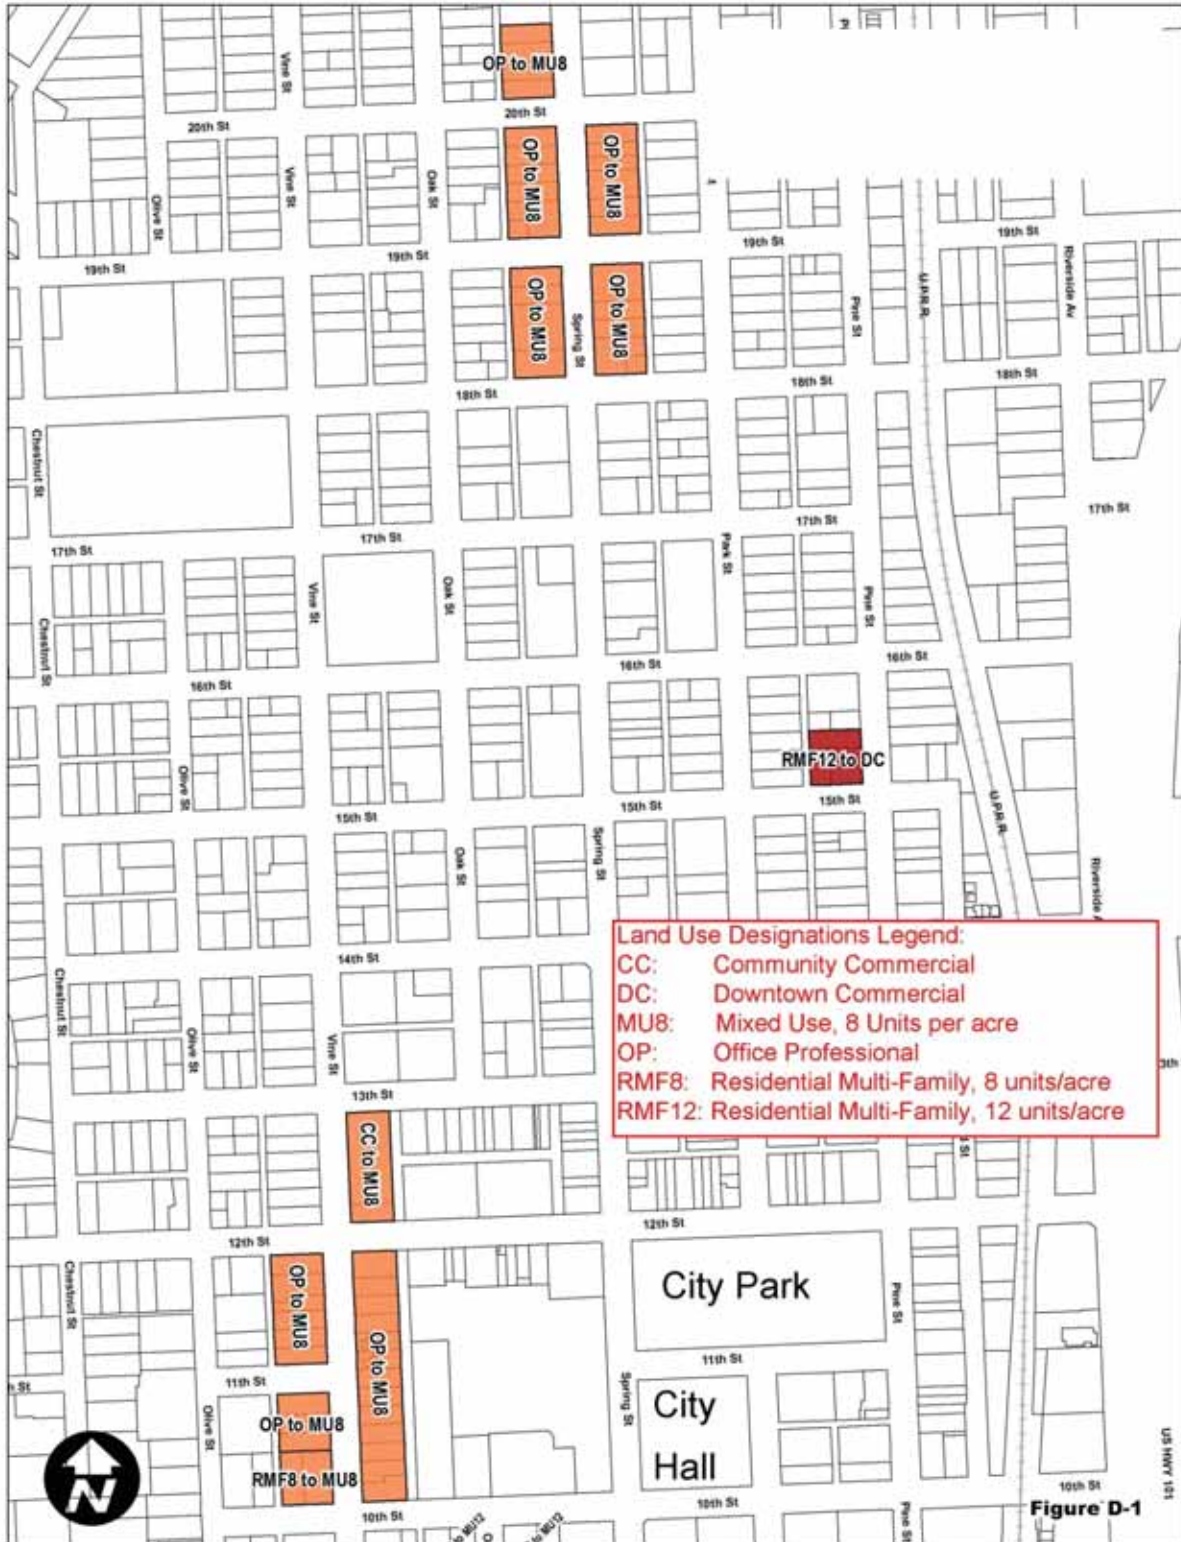 OP to MU8
Vine St
20th St
20th St
OP to MU8
OP to MU8
Vine St
Oak St
Olive St
19th St
19th St
19th St
19th St
U.P.R.R.
Riverside Av
OP to MU8
OP to MU8
Spring St
Pine St
18th St
18th St
18th St
Chestnut St
17th St
17th St
17th St
17th St
Park St
Vine St
Oak St
Pine St
Chestnut St
16th St
16th St
16th St
RMF12 to DC
Olive St
15th St
15th St
15th St
U.P.R.R.
Oak St
Spring St
Riverside A
14th St
Land Use Designations Legend:
CC: Community Commercial
DC: Downtown Commercial
MU8: Mixed Use, 8 Units per acre
OP: Office Professional
RMF8: Residential Multi-Family, 8 units/acre
RMF12: Residential Multi-Family, 12 units/acre
Chestnut St
Olive St
Vine St
3th
13th St
CC to MU8
St
12th St
12th St
Chestnut St
OP to MU8
OP to MU8
City Park
Pine St
11th St
11th St
h St
Olive St
OP to MU8
RMF8 to MU8
Spring St
City
Hall
US HWY 101
N
10th St
10th St
10th St
Pine St
to MU12
to MU12
Figure D-1